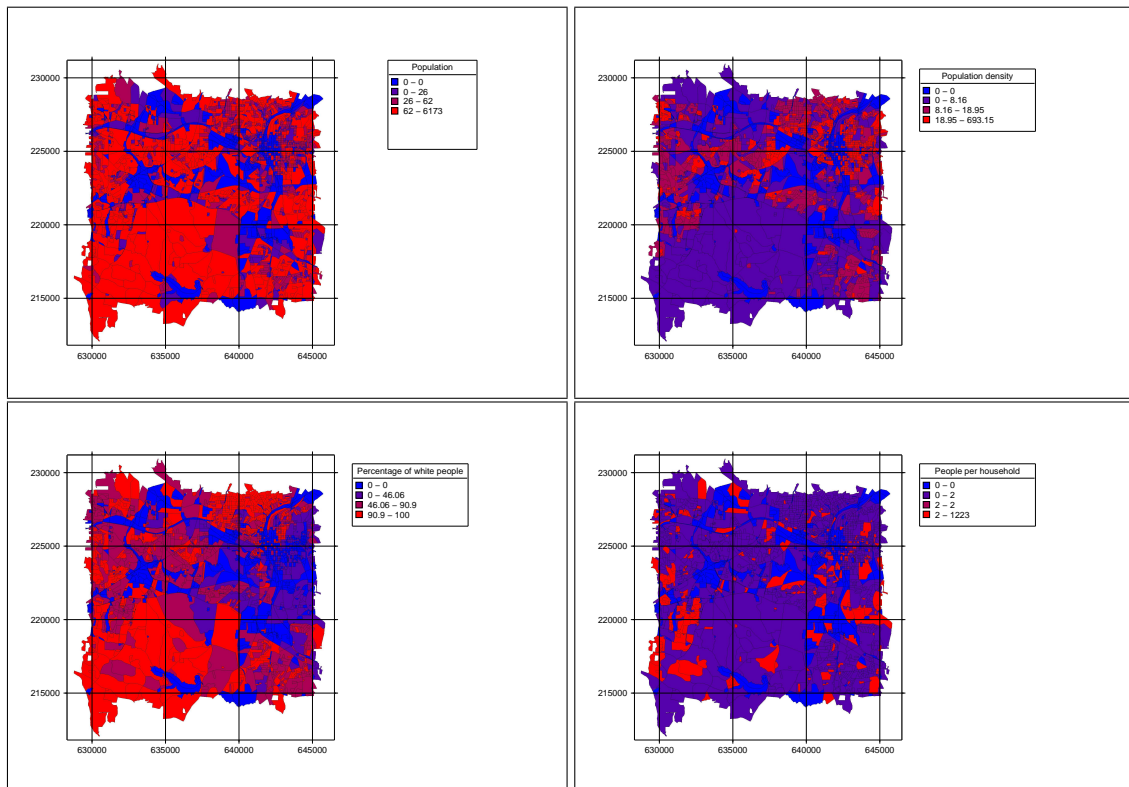 Population
0 – 0
0 – 26
26 – 62
62 – 6173
230000
225000
220000
215000
630000 635000 640000 645000
Population density
0 – 0
0 – 8.16
8.16 – 18.95
18.95 – 693.15
230000
225000
220000
215000
630000 635000 640000 645000
Percentage of white people
0 – 0
0 – 46.06
46.06 – 90.9
90.9 – 100
230000
225000
220000
215000
630000 635000 640000 645000
People per household
0 – 0
0 – 2
2 – 2
2 – 1223
230000
225000
220000
215000
630000 635000 640000 645000